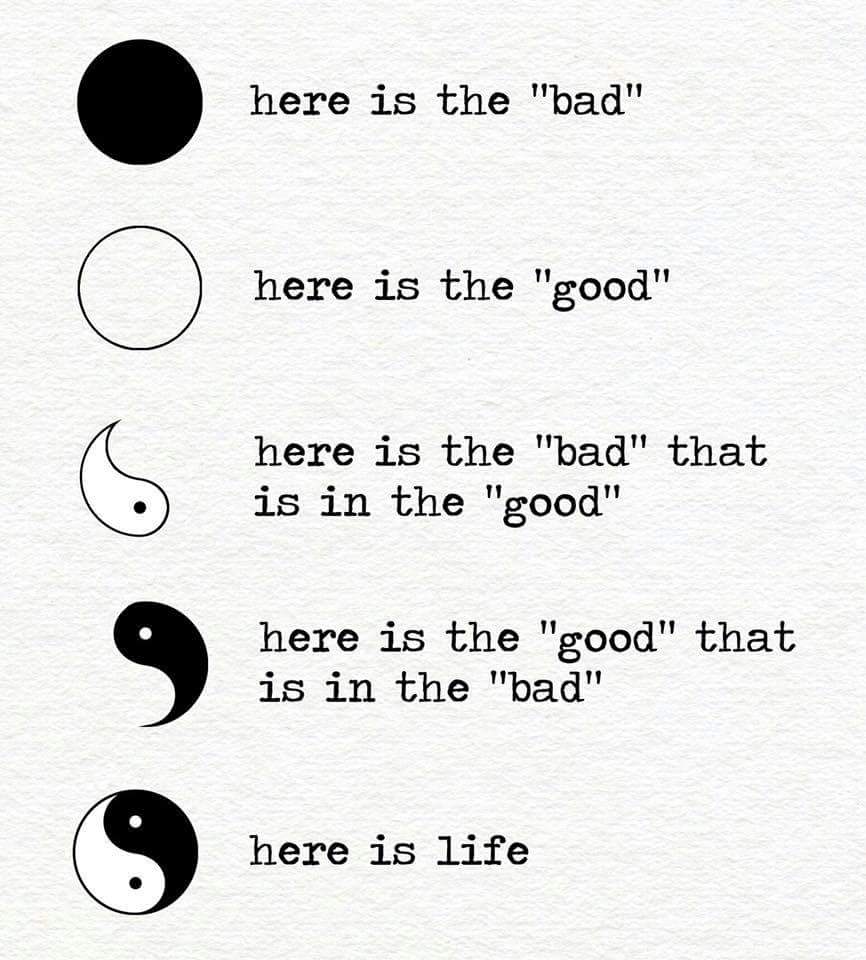 here is the "bad"
here is the "good"
here is the "bad" that
is in the "good"
here is the "good" that
is in the "bad"
here is life